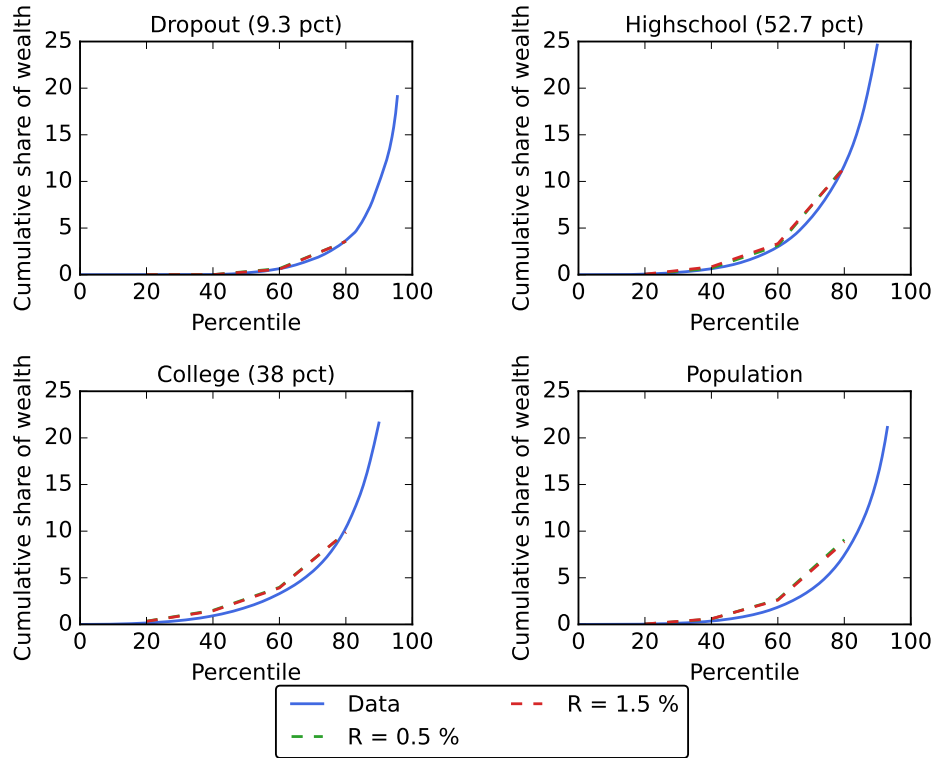 Dropout (9.3 pct)
Cumulative share of wealth
25
20
15
10
5
0
0 20 40 60 80 100
Percentile
Highschool (52.7 pct)
Cumulative share of wealth
25
20
15
10
5
0
0 20 40 60 80 100
Percentile
College (38 pct)
Cumulative share of wealth
25
20
15
10
5
0
0 20 40 60 80 100
Percentile
Population
Cumulative share of wealth
25
20
15
10
5
0
0 20 40 60 80 100
Percentile
Data
R = 0.5 %
R = 1.5 %